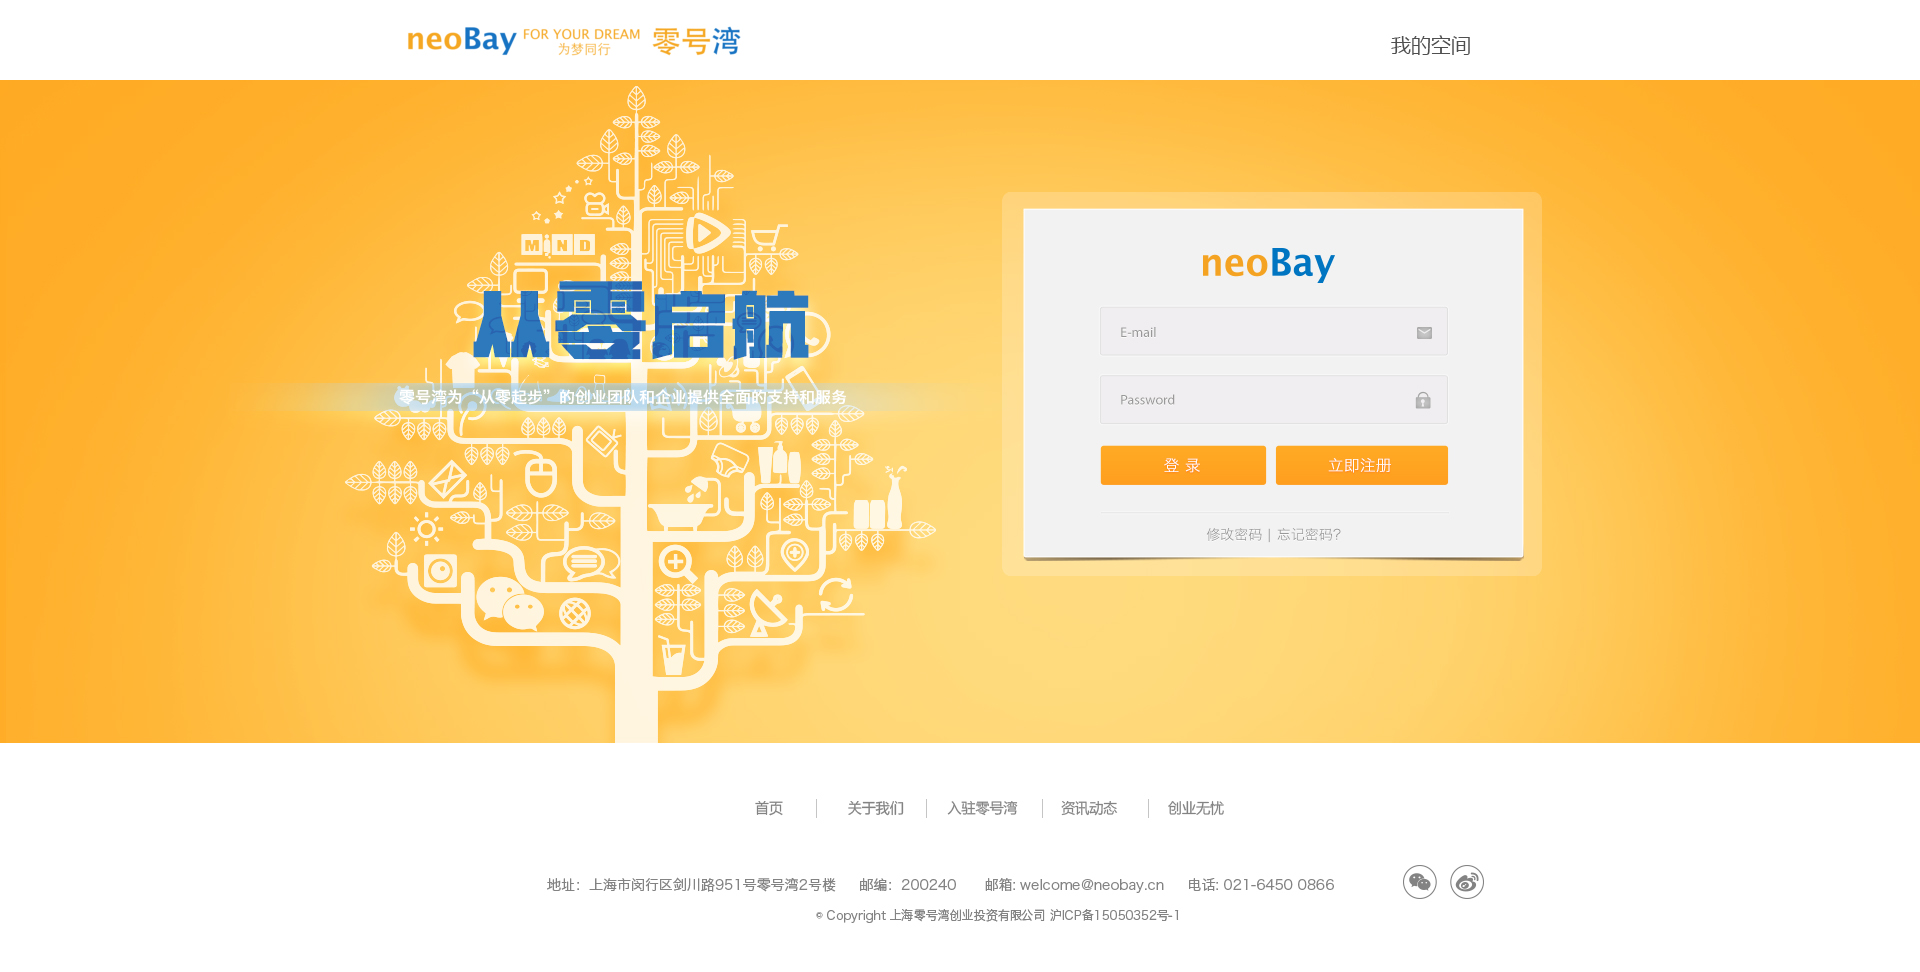 neoBay FOR YOUR DREAM 为梦同行 零号湾
我的空间
MiND
从零启航
零号湾为“从零起步”的创业团队和企业提供全面的支持和服务
neoBay
E-mail
Password
登 录
立即注册
修改密码 | 忘记密码?
首页 关于我们 入驻零号湾 资讯动态 创业无忧
地址：上海市闵行区剑川路951号零号湾2号楼 邮编：200240 邮箱: welcome@neobay.cn 电话: 021-6450 0866
© Copyright 上海零号湾创业投资有限公司 沪ICP备15050352号-1